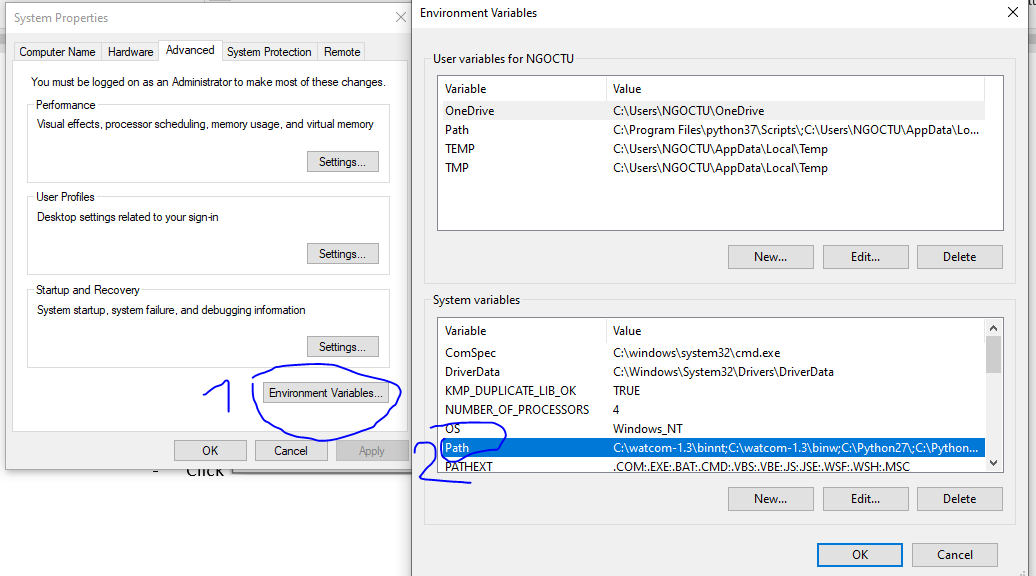 System Properties
Computer Name
Hardware
Advanced
System Protection
Remote
You must be logged on as an Administrator to make most of these changes.
Performance
Visual effects, processor scheduling, memory usage, and virtual memory
Settings...
User Profiles
Desktop settings related to your sign-in
Settings...
Startup and Recovery
System startup, system failure, and debugging information
Settings...
1
Environment Variables...
OK
Cancel
Apply
- Click
Environment Variables
User variables for NGOCTU
Variable Value
OneDrive C:\Users\NGOCTU\OneDrive
Path C:\Program Files\python37\Scripts\;C:\Users\NGOCTU\AppData\Lo...
TEMP C:\Users\NGOCTU\AppData\Local\Temp
TMP C:\Users\NGOCTU\AppData\Local\Temp
New...
Edit...
Delete
System variables
Variable Value
ComSpec C:\windows\system32\cmd.exe
DriverData C:\Windows\System32\Drivers\DriverData
KMP_DUPLICATE_LIB_OK TRUE
NUMBER_OF_PROCESSORS 4
OS Windows_NT
2
Path C:\watcom-1.3\binnt;C:\watcom-1.3\binw;C:\Python27\;C:\Python...
PATHEXT .COM;.EXE;.BAT;.CMD;.VBS;.VBE;.JS;.JSE;.WSF;.WSH;.MSC
New...
Edit...
Delete
OK
Cancel